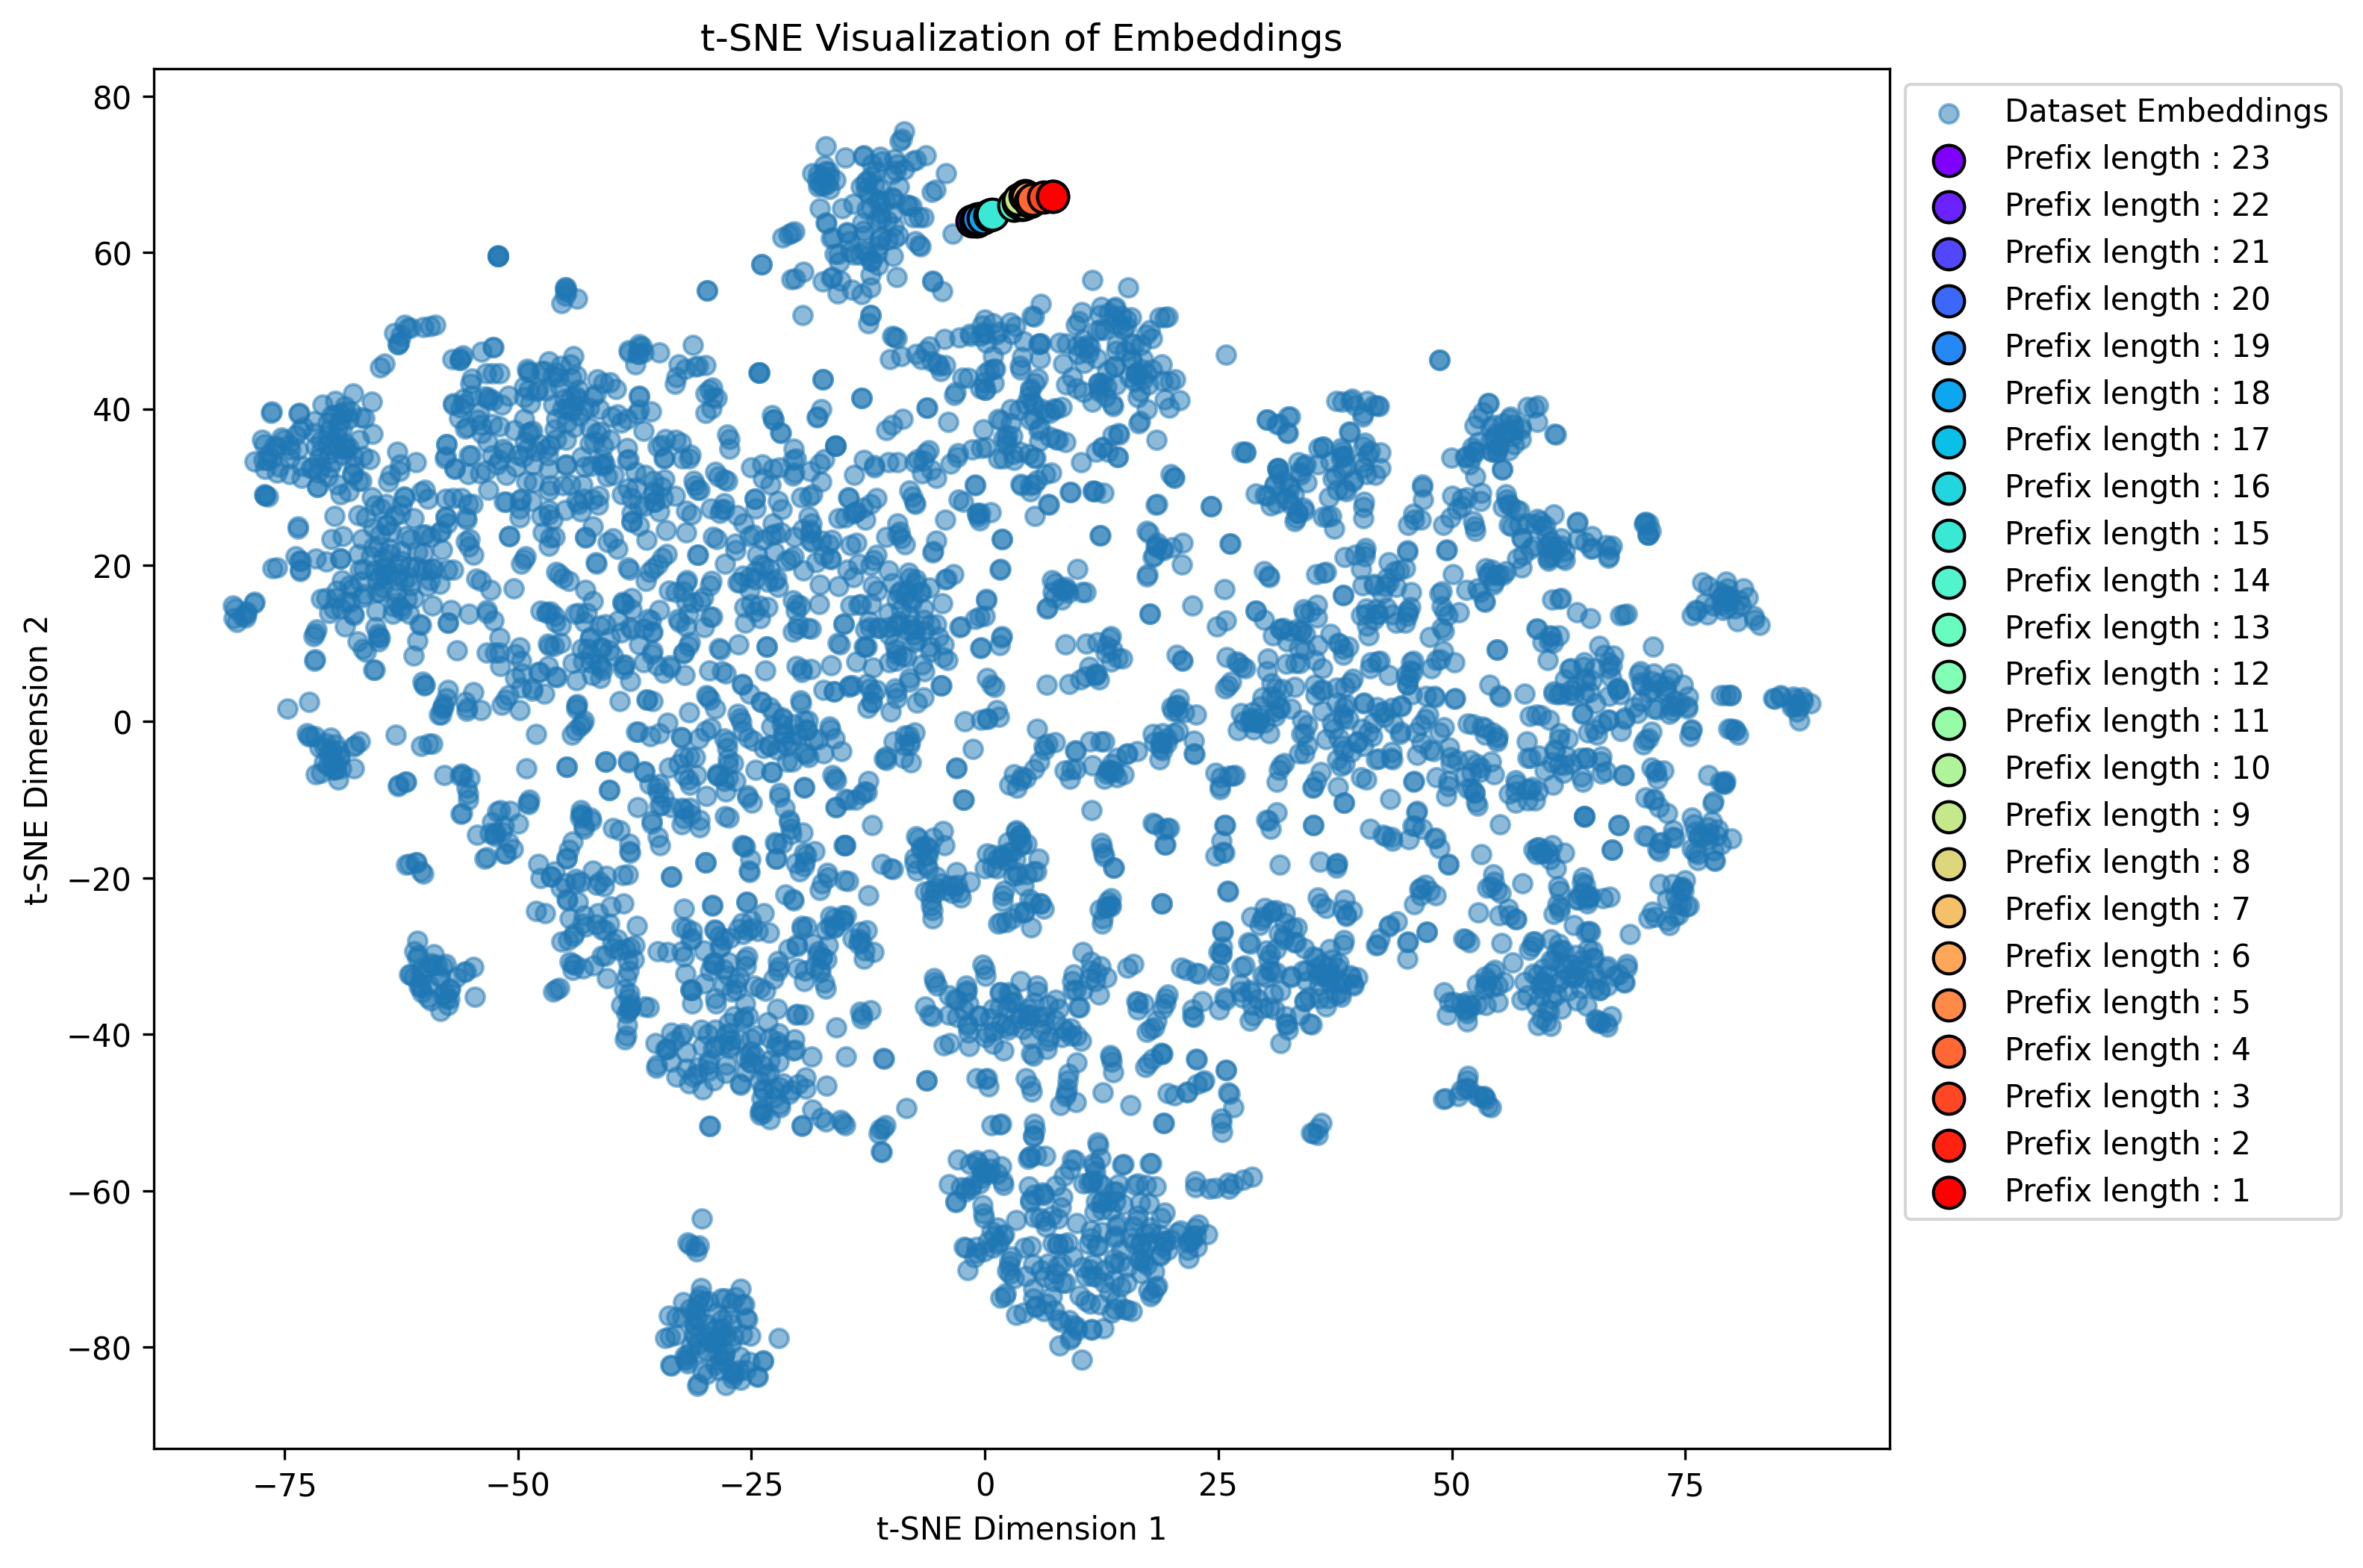 t-SNE Visualization of Embeddings
80
60
40
20
0
−20
−40
−60
−80
t-SNE Dimension 2
−75
−50
−25
0
25
50
75
t-SNE Dimension 1
Dataset Embeddings
Prefix length : 23
Prefix length : 22
Prefix length : 21
Prefix length : 20
Prefix length : 19
Prefix length : 18
Prefix length : 17
Prefix length : 16
Prefix length : 15
Prefix length : 14
Prefix length : 13
Prefix length : 12
Prefix length : 11
Prefix length : 10
Prefix length : 9
Prefix length : 8
Prefix length : 7
Prefix length : 6
Prefix length : 5
Prefix length : 4
Prefix length : 3
Prefix length : 2
Prefix length : 1